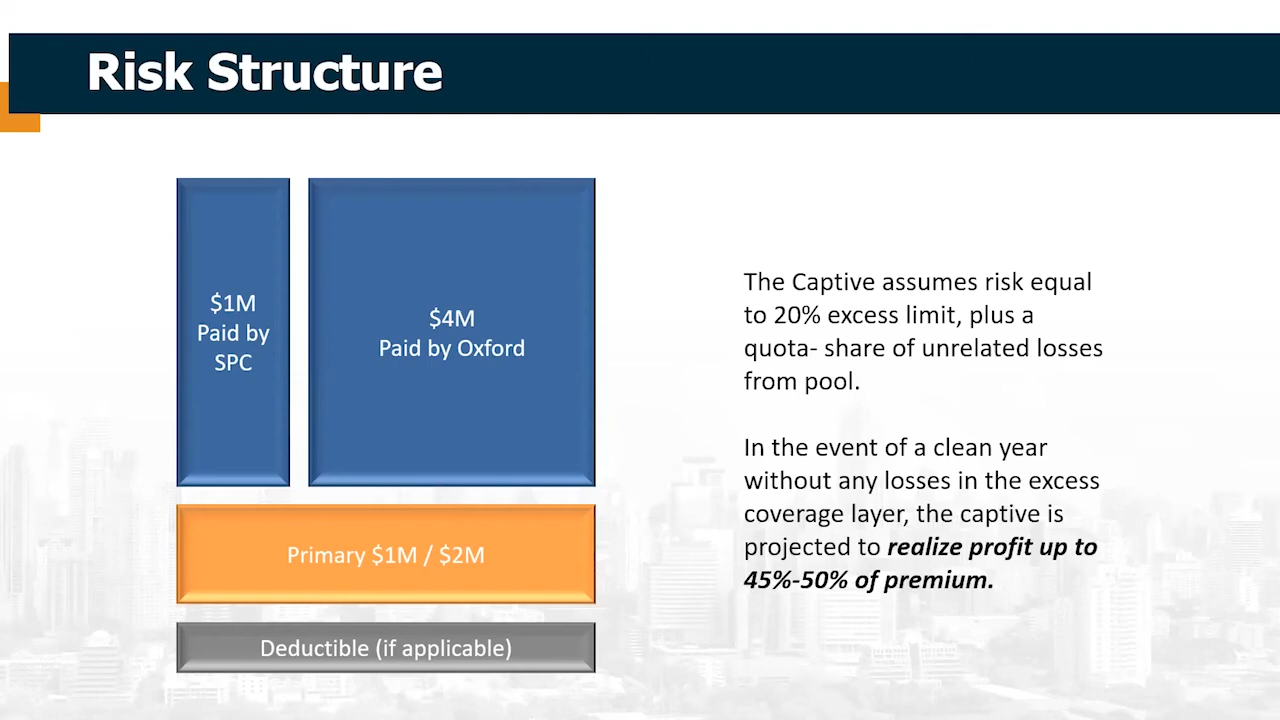 Risk Structure
$1M
Paid by
SPC
$4M
Paid by Oxford
Primary $1M / $2M
Deductible (if applicable)
The Captive assumes risk equal
to 20% excess limit, plus a
quota- share of unrelated losses
from pool.
In the event of a clean year
without any losses in the excess
coverage layer, the captive is
projected to realize profit up to
45%-50% of premium.